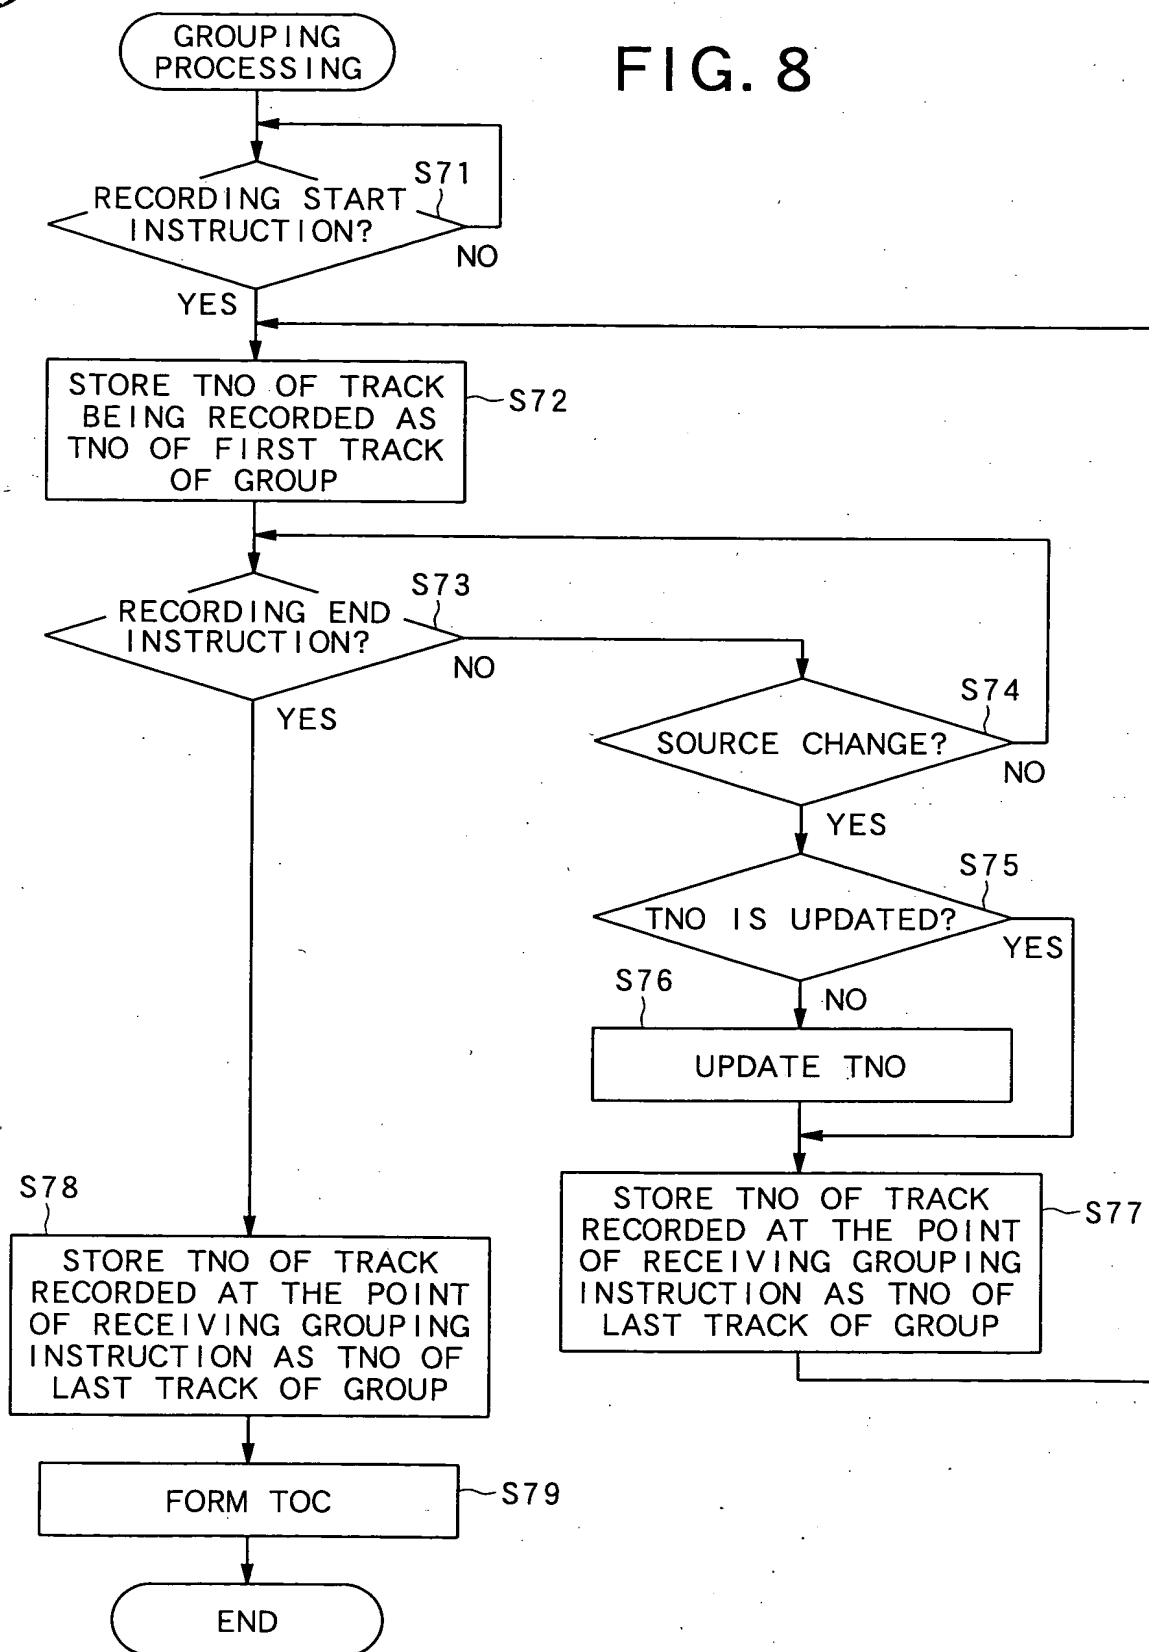 GROUPING
PROCESSING
FIG. 8
S71
RECORDING START
INSTRUCTION?
NO
YES
STORE TNO OF TRACK
BEING RECORDED AS
TNO OF FIRST TRACK
OF GROUP
S72
S73
RECORDING END
INSTRUCTION?
NO
YES
S74
SOURCE CHANGE?
NO
YES
S75
TNO IS UPDATED?
YES
NO
S76
UPDATE TNO
S77
STORE TNO OF TRACK
RECORDED AT THE POINT
OF RECEIVING GROUPING
INSTRUCTION AS TNO OF
LAST TRACK OF GROUP
S78
STORE TNO OF TRACK
RECORDED AT THE POINT
OF RECEIVING GROUPING
INSTRUCTION AS TNO OF
LAST TRACK OF GROUP
FORM TOC
S79
END